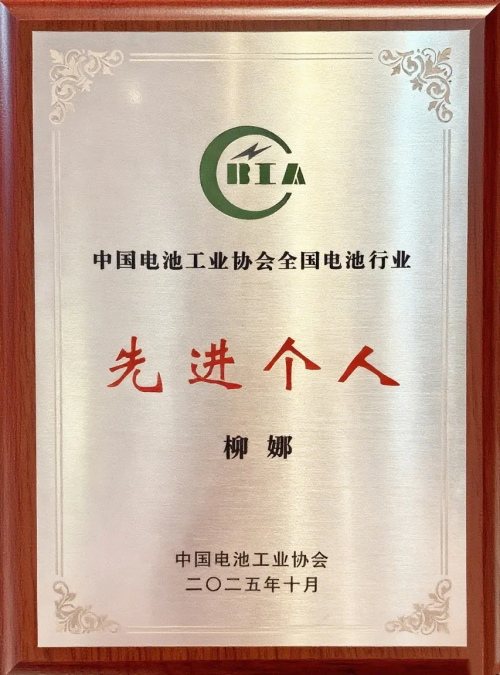 CBIA
中国电池工业协会全国电池行业
先进个人
柳娜
中国电池工业协会
二〇二五年十月